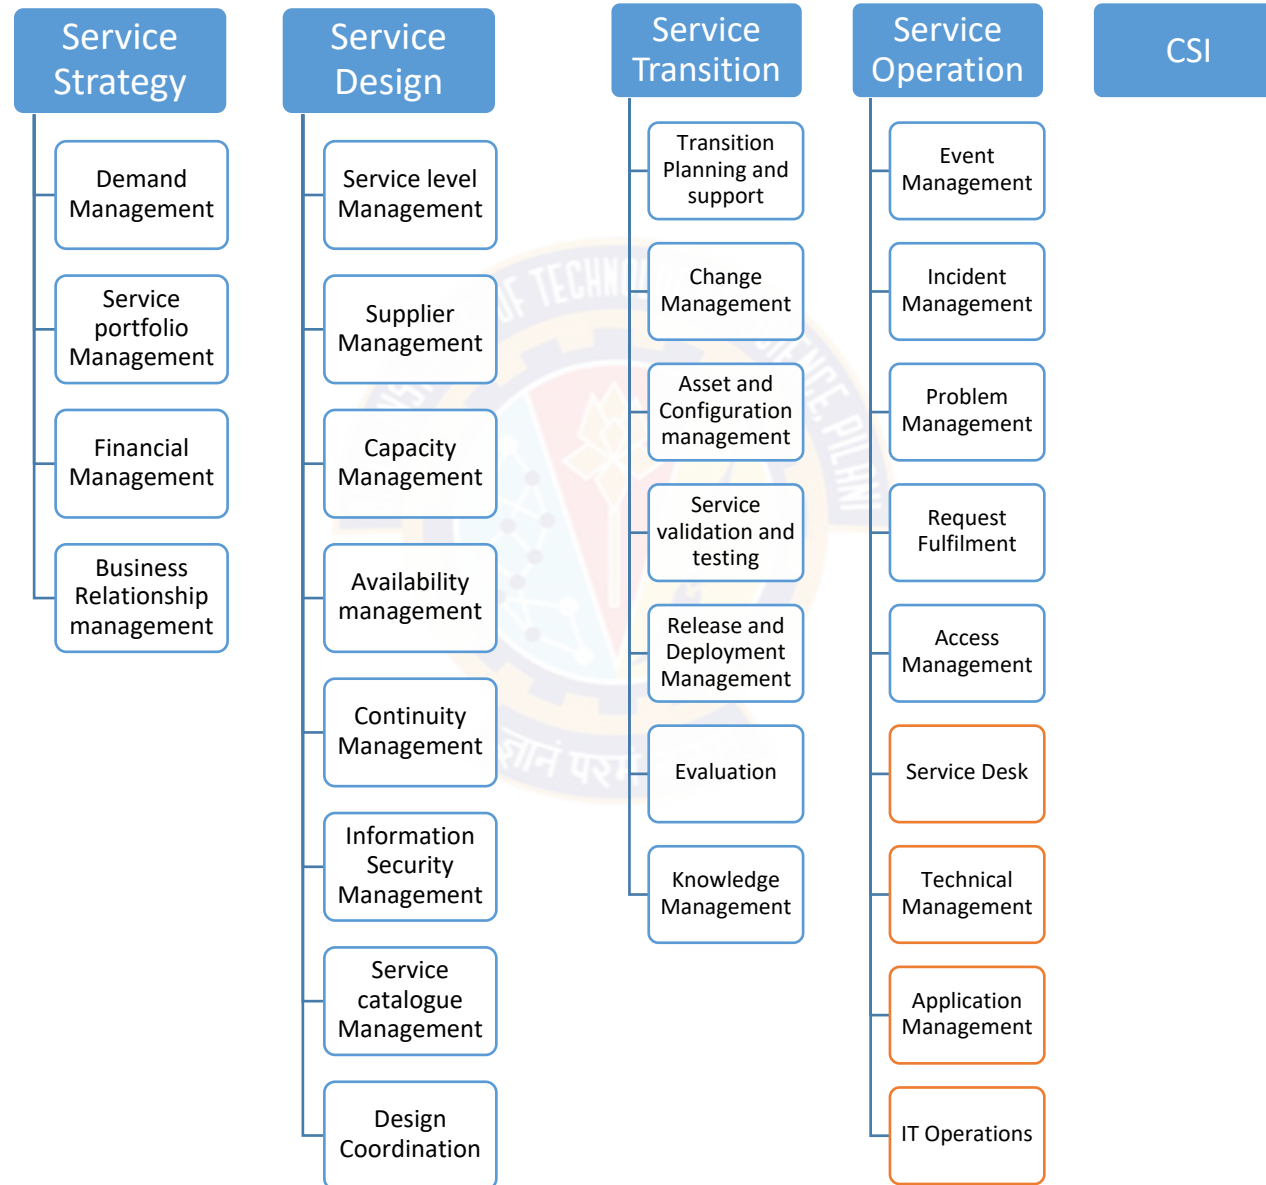 Service
Strategy
Demand
Management
Service
portfolio
Management
Financial
Management
Business
Relationship
management
Service
Design
Service level
Management
Supplier
Management
Capacity
Management
Availability
management
Continuity
Management
Information
Security
Management
Service
catalogue
Management
Design
Coordination
Service
Transition
Transition
Planning and
support
Change
Management
Asset and
Configuration
management
Service
validation and
testing
Release and
Deployment
Management
Evaluation
Knowledge
Management
Service
Operation
Event
Management
Incident
Management
Problem
Management
Request
Fulfilment
Access
Management
Service Desk
Technical
Management
Application
Management
IT Operations
CSI
OF TECHNOLOGY
PILANI
ज्ञानं परमं